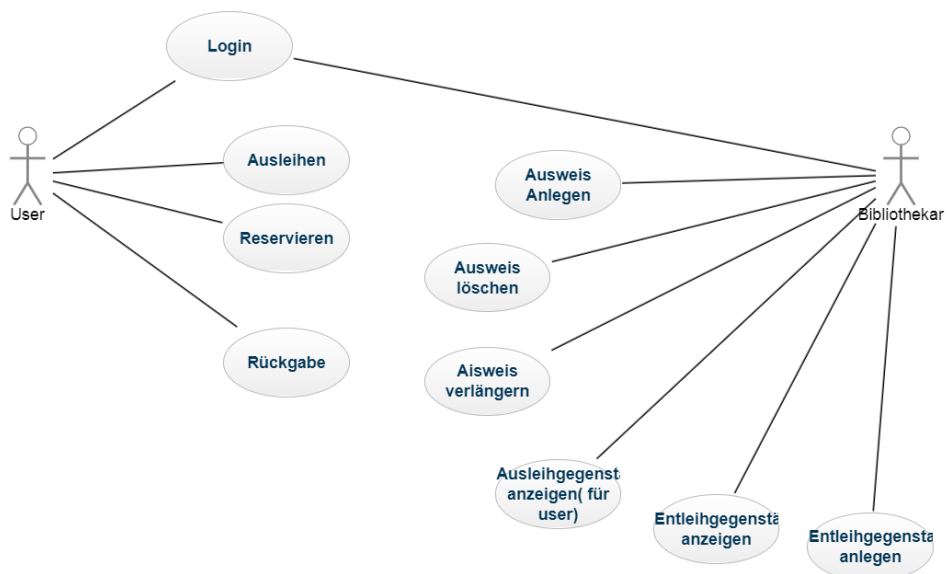 Login
Ausleihen
Reservieren
Rückgabe
User
Ausweis
Anlegen
Bibliothekar
Ausweis
löschen
Aisweis
verlängern
Ausleihgegenstä
anzeigen( für
user)
Entleihgegenstä
anzeigen
Entleihgegensta
anlegen